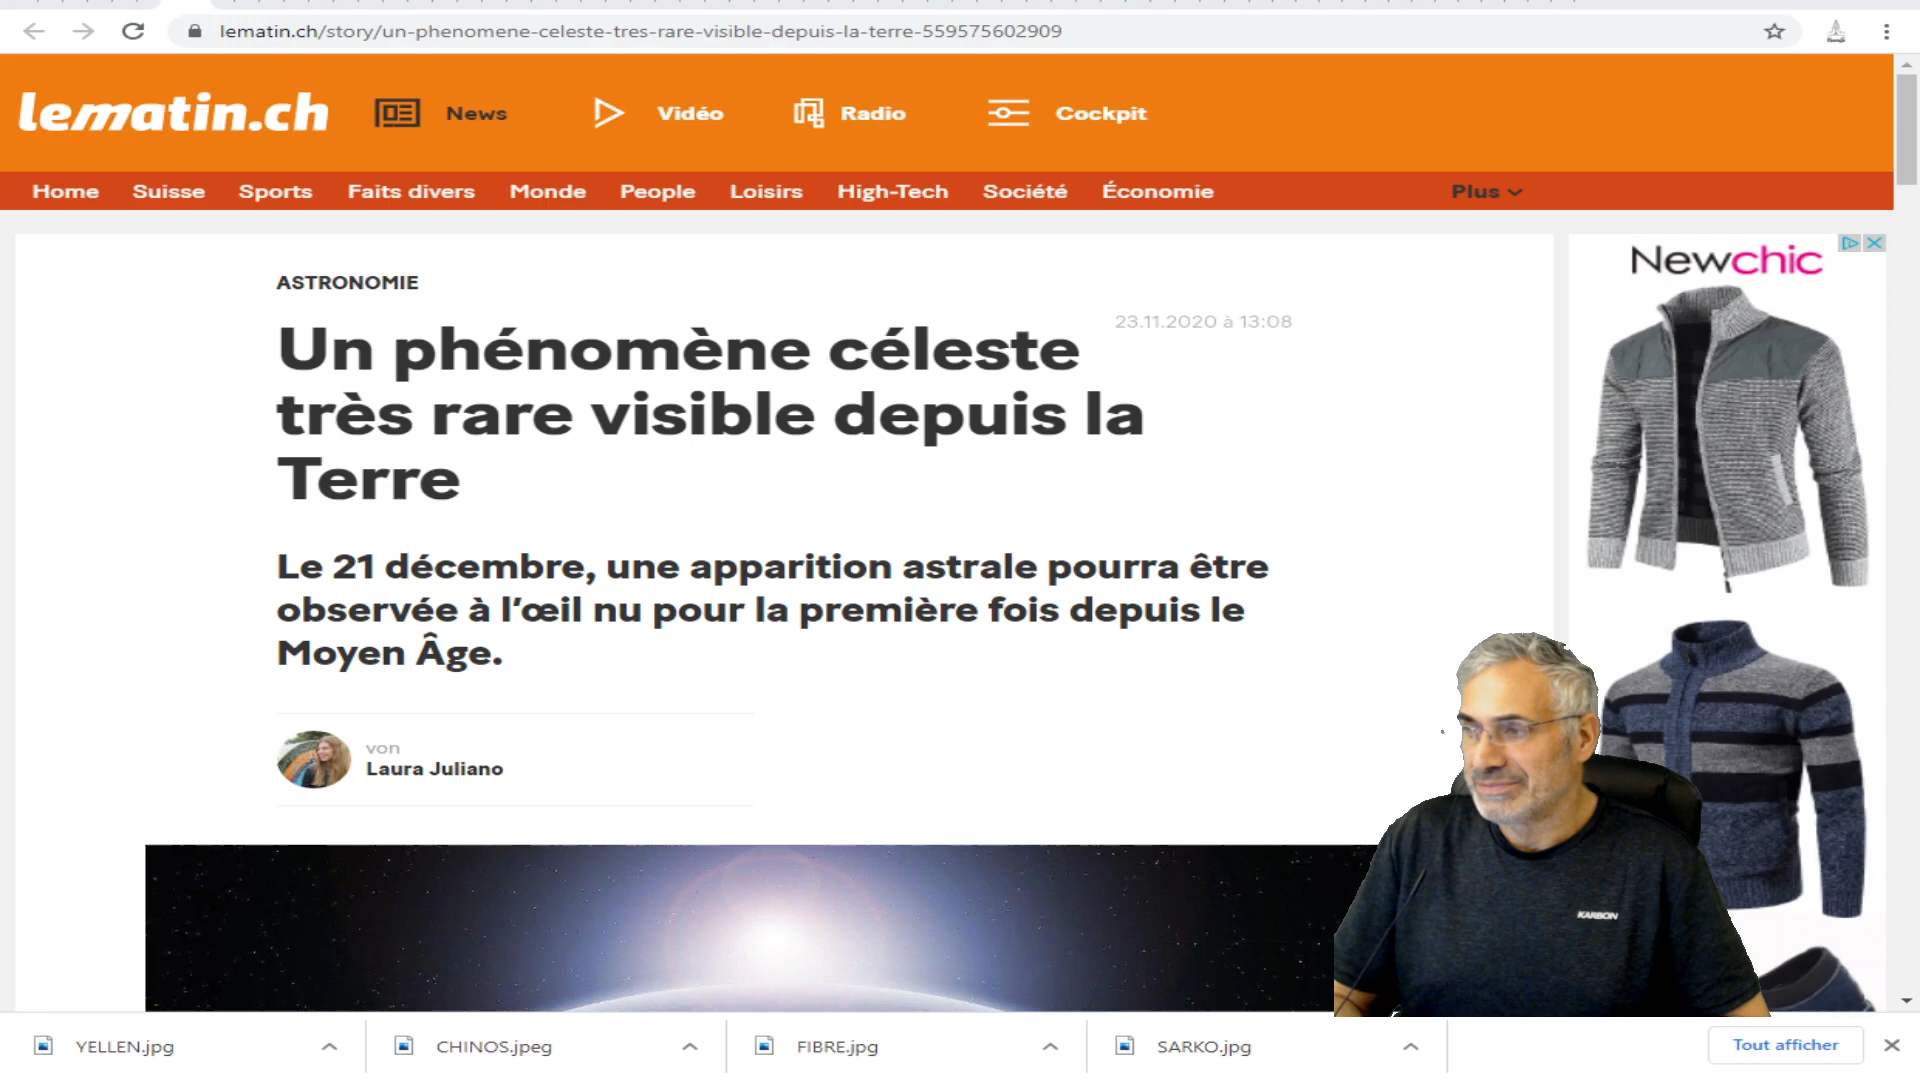 lematin.ch/story/un-phenomene-celeste-tres-rare-visible-depuis-la-terre-559575602909
lematin.ch News Vidéo Radio Cockpit
Home Suisse Sports Faits divers Monde People Loisirs High-Tech Société Économie Plus
Newchic
ASTRONOMIE
23.11.2020 à 13:08
Un phénomène céleste
très rare visible depuis la
Terre
Le 21 décembre, une apparition astrale pourra être
observée à l’œil nu pour la première fois depuis le
Moyen Âge.
von
Laura Juliano
KARBON
YELLEN.jpg CHINOS.jpeg FIBRE.jpg SARKO.jpg Tout afficher